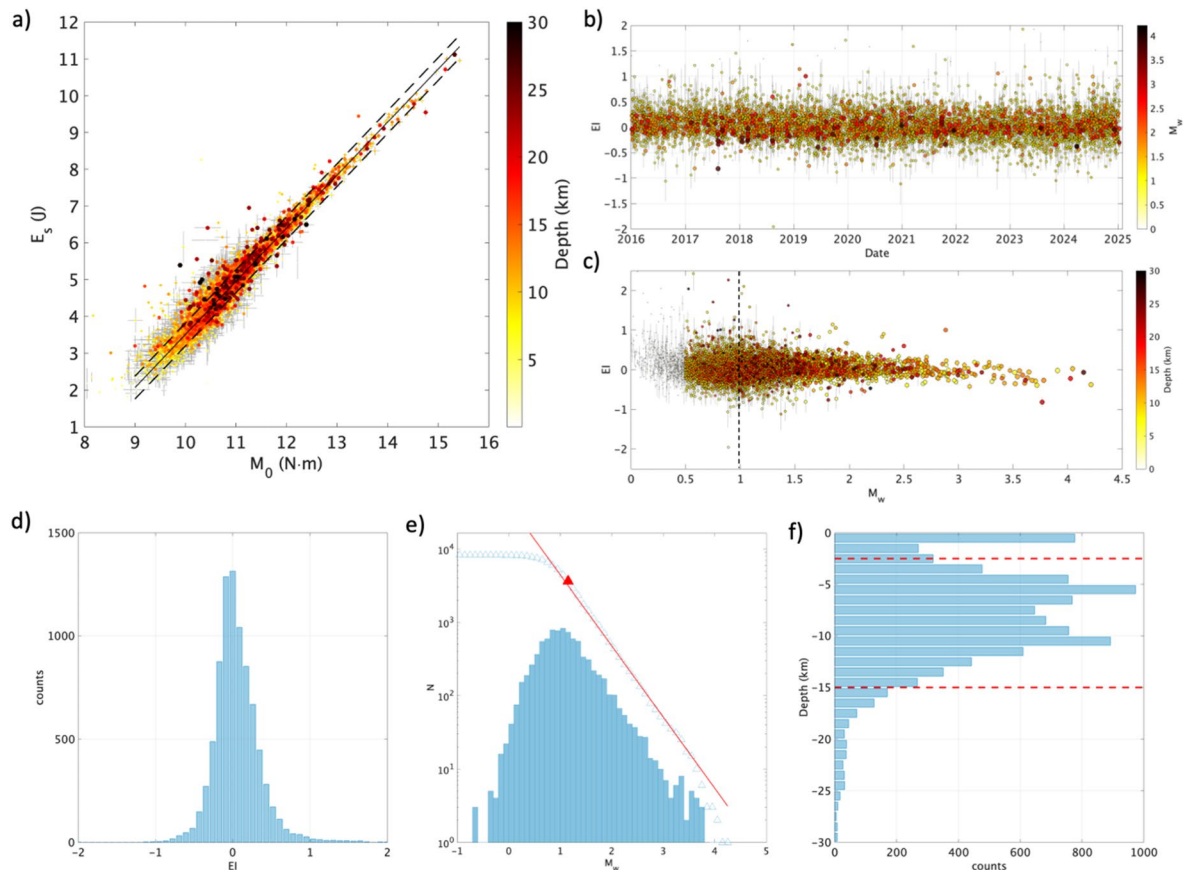 a)
12
11
10
9
8
7
6
5
4
3
2
1
E_s (J)
8 9 10 11 12 13 14 15 16
M_0 (N·m)
30
25
20
15
10
5
Depth (km)
b)
2
1.5
1
0.5
0
-0.5
-1
-1.5
-2
EI
2016 2017 2018 2019 2020 2021 2022 2023 2024 2025
Date
4
3.5
3
2.5
2
1.5
1
0.5
0
M_w
c)
2
1
0
-1
-2
EI
0 0.5 1 1.5 2 2.5 3 3.5 4 4.5
M_w
30
25
20
15
10
5
0
Depth (km)
d)
1500
1000
500
0
counts
-2 -1 0 1 2
EI
e)
10^4
10^3
10^2
10^1
10^0
N
-1 0 1 2 3 4 5
M_w
f)
0
-5
-10
-15
-20
-25
-30
Depth (km)
0 200 400 600 800 1000
counts